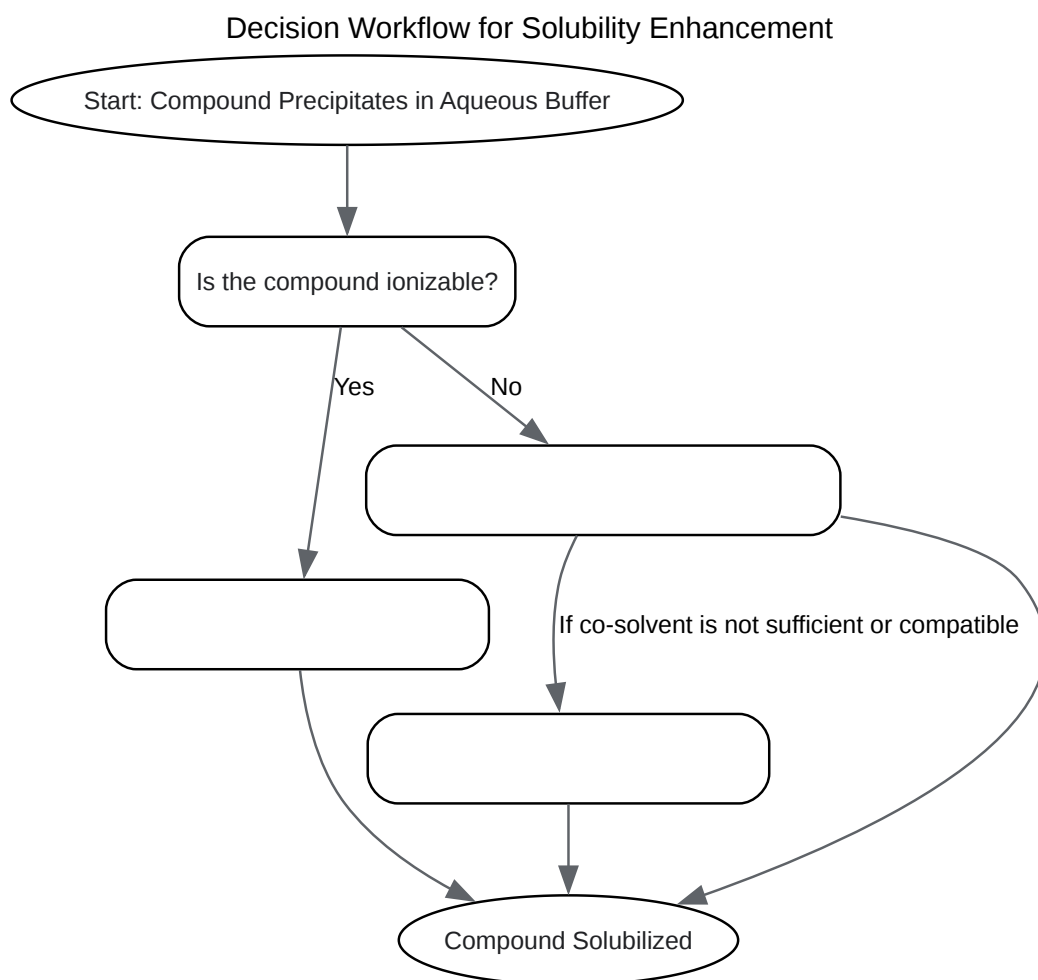 Decision Workflow for Solubility Enhancement
Start: Compound Precipitates in Aqueous Buffer
Is the compound ionizable?
Yes
No
If co-solvent is not sufficient or compatible
Compound Solubilized